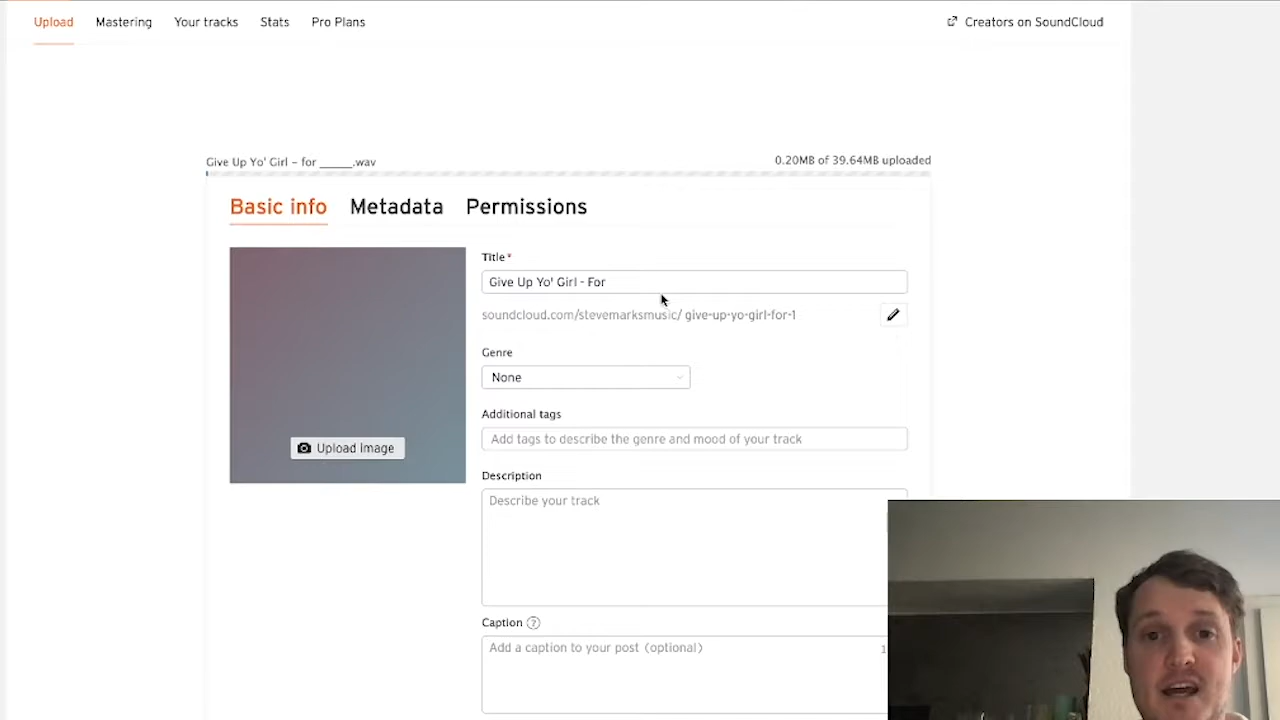 Upload Mastering Your tracks Stats Pro Plans Creators on SoundCloud
Give Up Yo' Girl - for _____.wav 0.20MB of 39.64MB uploaded
Basic info Metadata Permissions
Title*
Give Up Yo' Girl - For
soundcloud.com/stevemarksmusic/ give-up-yo-girl-for-1
Genre
None
Upload image
Additional tags
Add tags to describe the genre and mood of your track
Description
Describe your track
Caption ?
Add a caption to your post (optional) 1